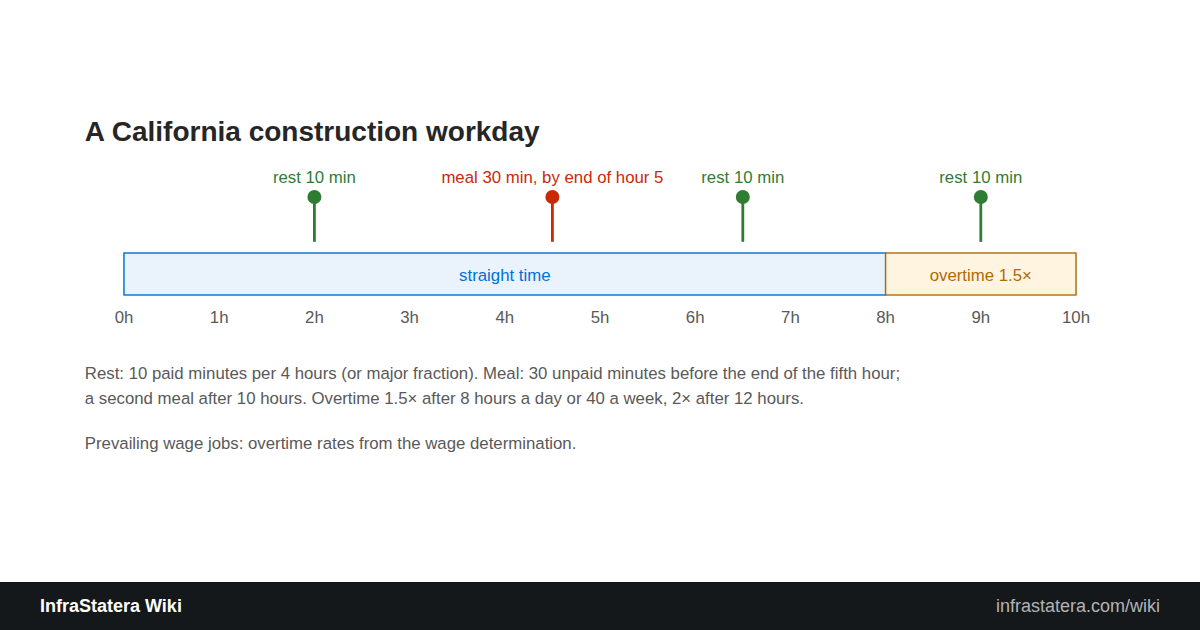 A California construction workday
rest 10 min
meal 30 min, by end of hour 5
rest 10 min
rest 10 min
straight time
overtime 1.5×
0h
1h
2h
3h
4h
5h
6h
7h
8h
9h
10h
Rest: 10 paid minutes per 4 hours (or major fraction). Meal: 30 unpaid minutes before the end of the fifth hour;
a second meal after 10 hours. Overtime 1.5× after 8 hours a day or 40 a week, 2× after 12 hours.
Prevailing wage jobs: overtime rates from the wage determination.
InfraStatera Wiki
infrastatera.com/wiki